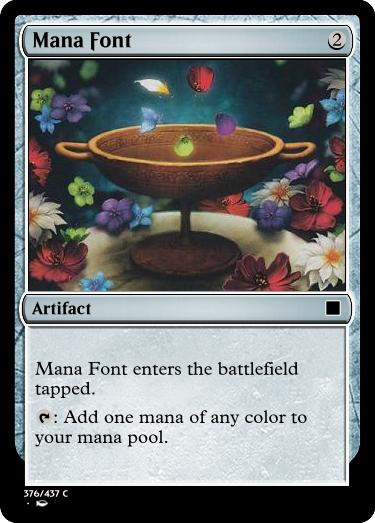 Mana Font 2
Artifact
Mana Font enters the battlefield
tapped.
: Add one mana of any color to
your mana pool.
376/437 C